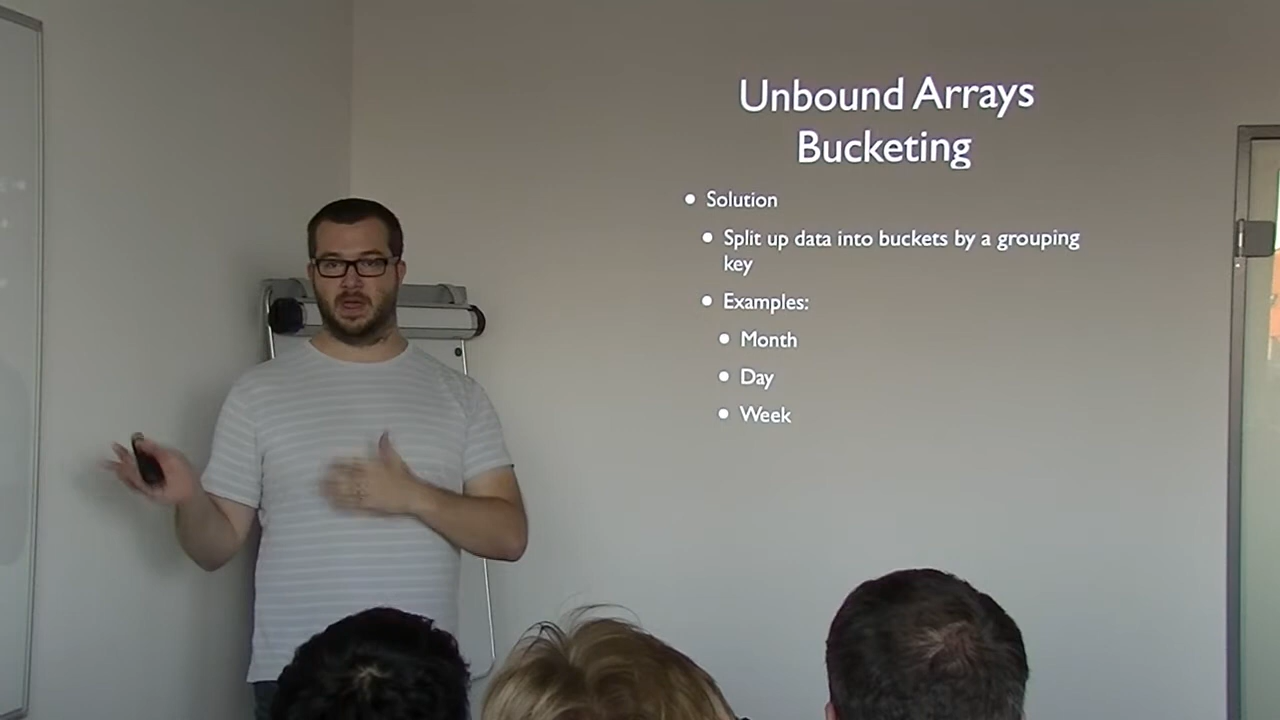 Unbound Arrays
Bucketing
• Solution
• Split up data into buckets by a grouping
key
• Examples:
• Month
• Day
• Week